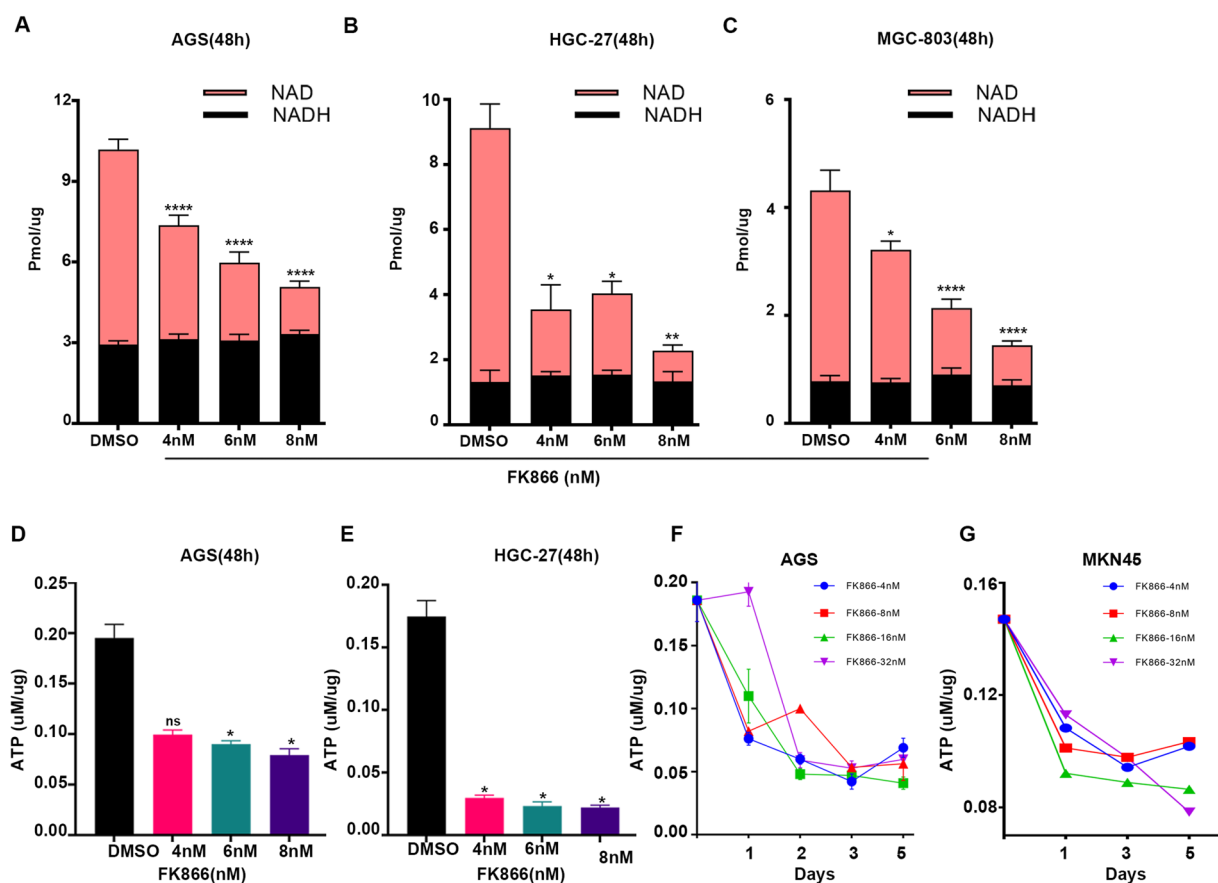 A
AGS(48h)
NAD
NADH
Pmol/ug
12
9
6
3
0
****
****
****
DMSO 4nM 6nM 8nM
B
HGC-27(48h)
NAD
NADH
Pmol/ug
10
8
6
4
2
0
*
*
**
DMSO 4nM 6nM 8nM
C
MGC-803(48h)
NAD
NADH
Pmol/ug
6
4
2
0
*
****
****
DMSO 4nM 6nM 8nM
FK866 (nM)
D
AGS(48h)
ATP (uM/ug)
0.25
0.20
0.15
0.10
0.05
0.00
ns
*
*
DMSO 4nM 6nM 8nM
FK866(nM)
E
HGC-27(48h)
ATP (uM/ug)
0.20
0.15
0.10
0.05
0.00
*
*
*
DMSO 4nM 6nM 8nM
FK866(nM)
F
AGS
FK866-4nM
FK866-8nM
FK866-16nM
FK866-32nM
ATP (uM/ug)
0.20
0.15
0.10
0.05
0.00
1 2 3 5
Days
G
MKN45
FK866-4nM
FK866-8nM
FK866-16nM
FK866-32nM
ATP (uM/ug)
0.16
0.12
0.08
1 3 5
Days